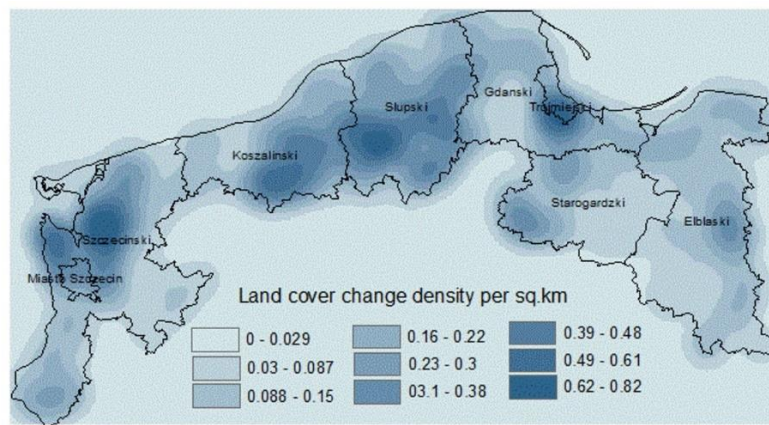 Gdanski
Słupski
Trojmiejski
Koszalinski
Starogardzki
Elblaski
Szczecinski
Miasto Szczecin
Land cover change density per sq.km
0 - 0.029
0.03 - 0.087
0.088 - 0.15
0.16 - 0.22
0.23 - 0.3
03.1 - 0.38
0.39 - 0.48
0.49 - 0.61
0.62 - 0.82